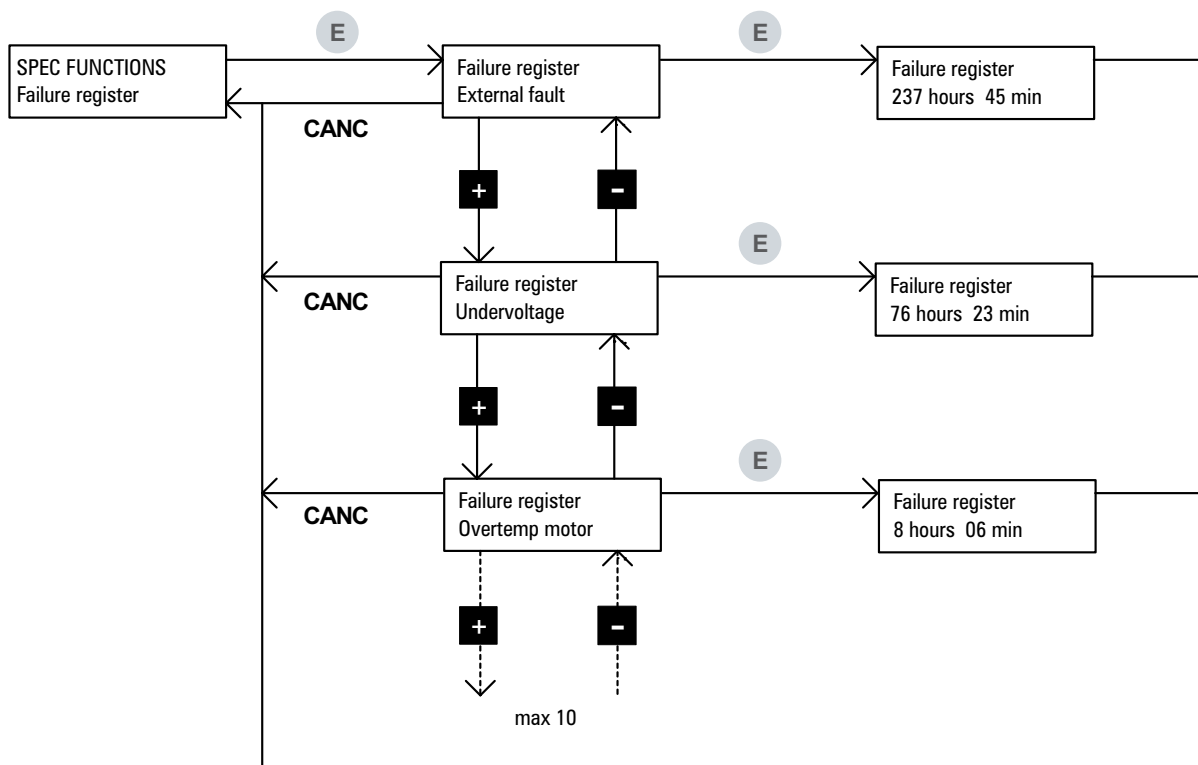 E
E
SPEC FUNCTIONS
Failure register
Failure register
External fault
Failure register
237 hours 45 min
CANC
+
-
E
Failure register
Undervoltage
Failure register
76 hours 23 min
CANC
+
-
E
Failure register
Overtemp motor
Failure register
8 hours 06 min
CANC
+
-
max 10